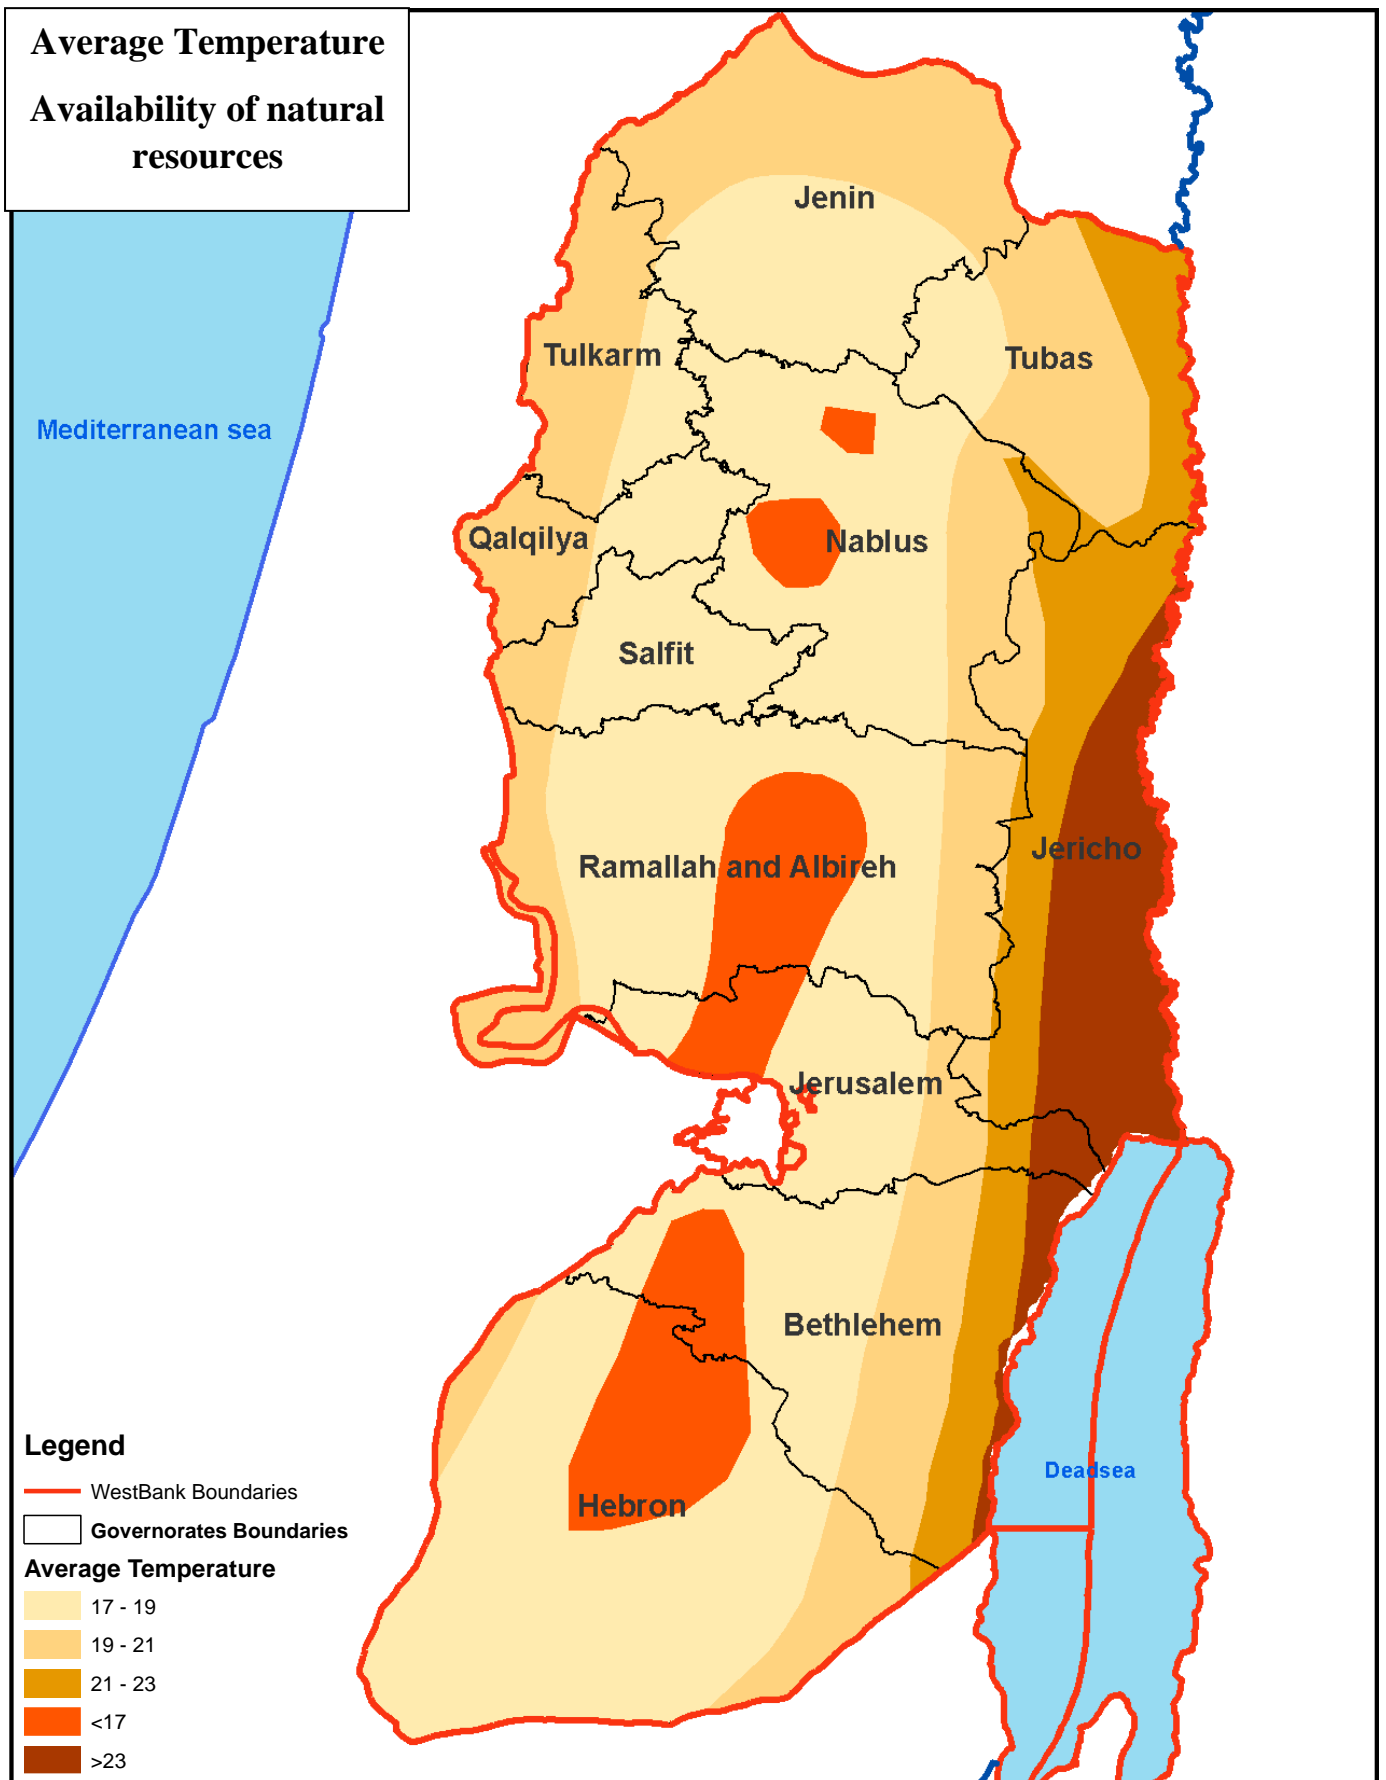 Average Temperature
Availability of natural
resources
Jenin
Tulkarm
Tubas
Mediterranean sea
Qalqilya
Nablus
Salfit
Jericho
Ramallah and Albireh
Jerusalem
Bethlehem
Deadsea
Hebron
Legend
WestBank Boundaries
Governorates Boundaries
Average Temperature
17 - 19
19 - 21
21 - 23
<17
>23